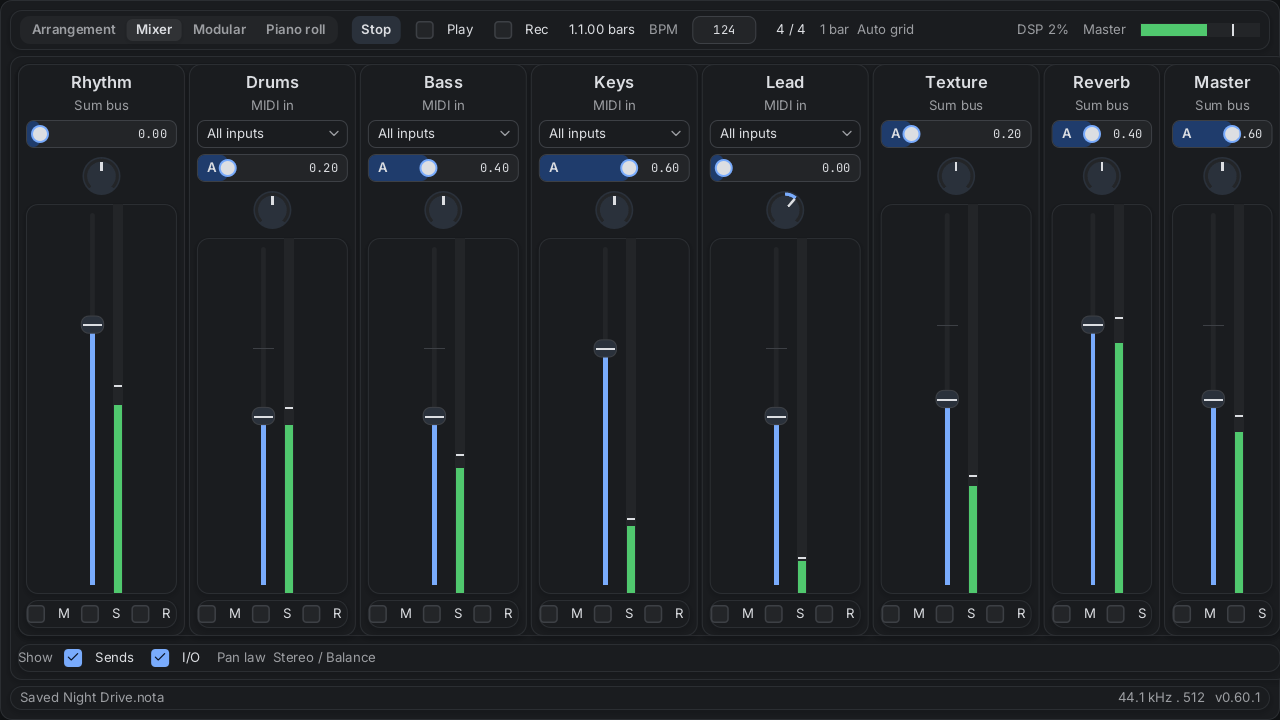 Arrangement Mixer Modular Piano roll Stop Play Rec 1.1.00 bars BPM 124 4 / 4 1 bar Auto grid DSP 2% Master
Rhythm Drums Bass Keys Lead Texture Reverb Master
Sum bus MIDI in MIDI in MIDI in MIDI in Sum bus Sum bus Sum bus
0.00 All inputs All inputs All inputs All inputs A 0.20 A 0.40 A .60
A 0.20 A 0.40 A 0.60 0.00
M S R M S R M S R M S R M S R M S R M S M S
Show Sends I/O Pan law Stereo / Balance
Saved Night Drive.nota 44.1 kHz . 512 v0.60.1